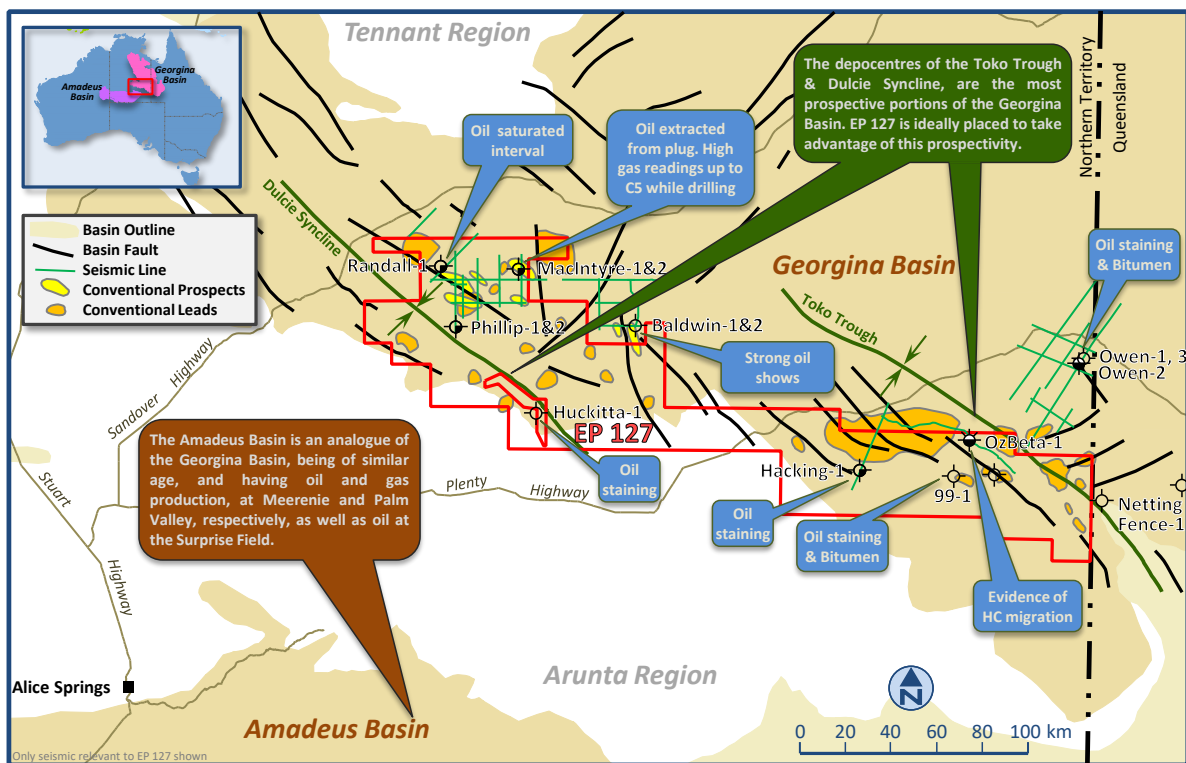 Tennant Region
Georgina
Basin
Amadeus
Basin
The depocentres of the Toko Trough
& Dulcie Syncline, are the most
prospective portions of the Georgina
Basin. EP 127 is ideally placed to take
advantage of this prospectivity.
Northern Territory
Queensland
Oil saturated
interval
Oil extracted
from plug. High
gas readings up to
C5 while drilling
Dulcie Syncline
Basin Outline
Basin Fault
Seismic Line
Conventional Prospects
Conventional Leads
Oil staining
& Bitumen
Randall-1
MacIntyre-1&2
Georgina Basin
Toko Trough
Phillip-1&2
Baldwin-1&2
Strong oil
shows
Owen-1, 3
Owen-2
Sandover
Highway
Huckitta-1
EP 127
OzBeta-1
The Amadeus Basin is an analogue of
the Georgina Basin, being of similar
age, and having oil and gas
production, at Meerenie and Palm
Valley, respectively, as well as oil at
the Surprise Field.
Oil
staining
Hacking-1
99-1
Netting
Fence-1
Stuart
Highway
Plenty
Highway
Oil
staining
Oil staining
& Bitumen
Evidence of
HC migration
Arunta Region
Alice Springs
Amadeus Basin
N
0 20 40 60 80 100 km
Only seismic relevant to EP 127 shown